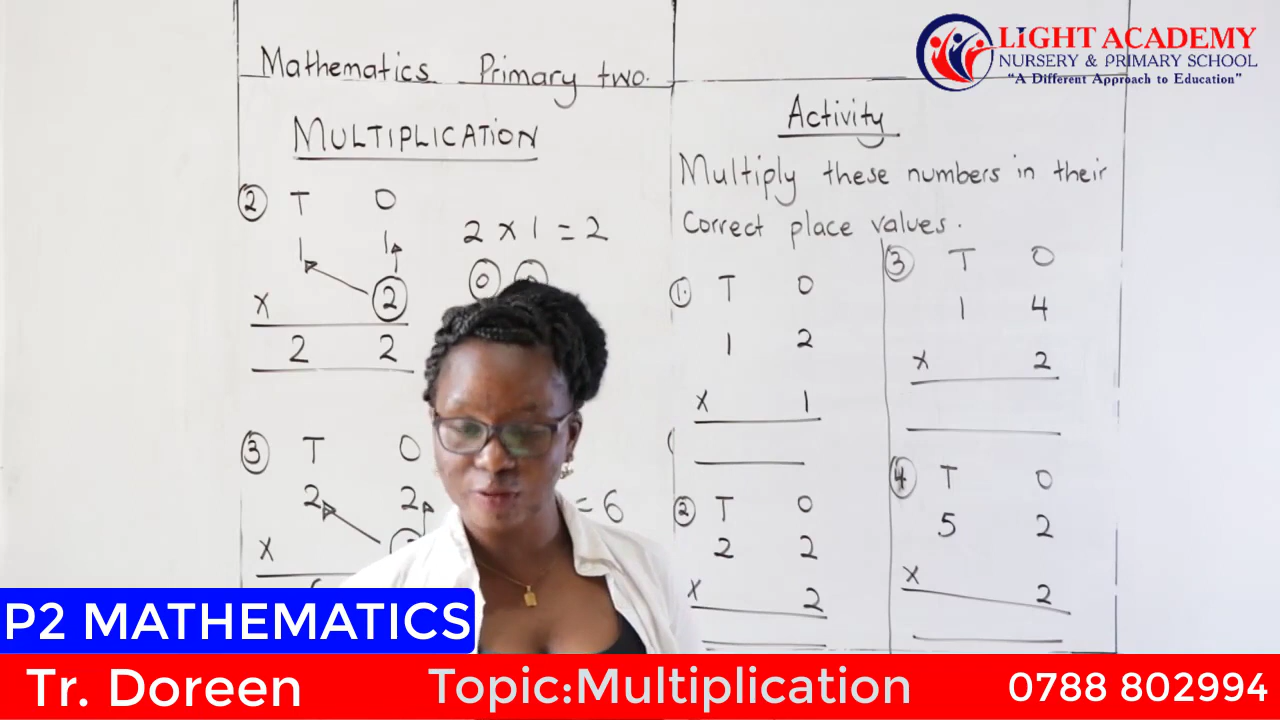 LIGHT ACADEMY
NURSERY & PRIMARY SCHOOL
"A Different Approach to Education"
Mathematics Primary two.
MULTIPLICATION
② T O
1 1
x ②
2 2
2 x 1 = 2
③ T O
2 2
x
= 6
Activity
Multiply these numbers in their
Correct place values.
①. T O
1 2
x 1
② T O
2 2
x 2
③ T O
1 4
x 2
④ T O
5 2
x 2
P2 MATHEMATICS
Tr. Doreen
Topic:Multiplication
0788 802994